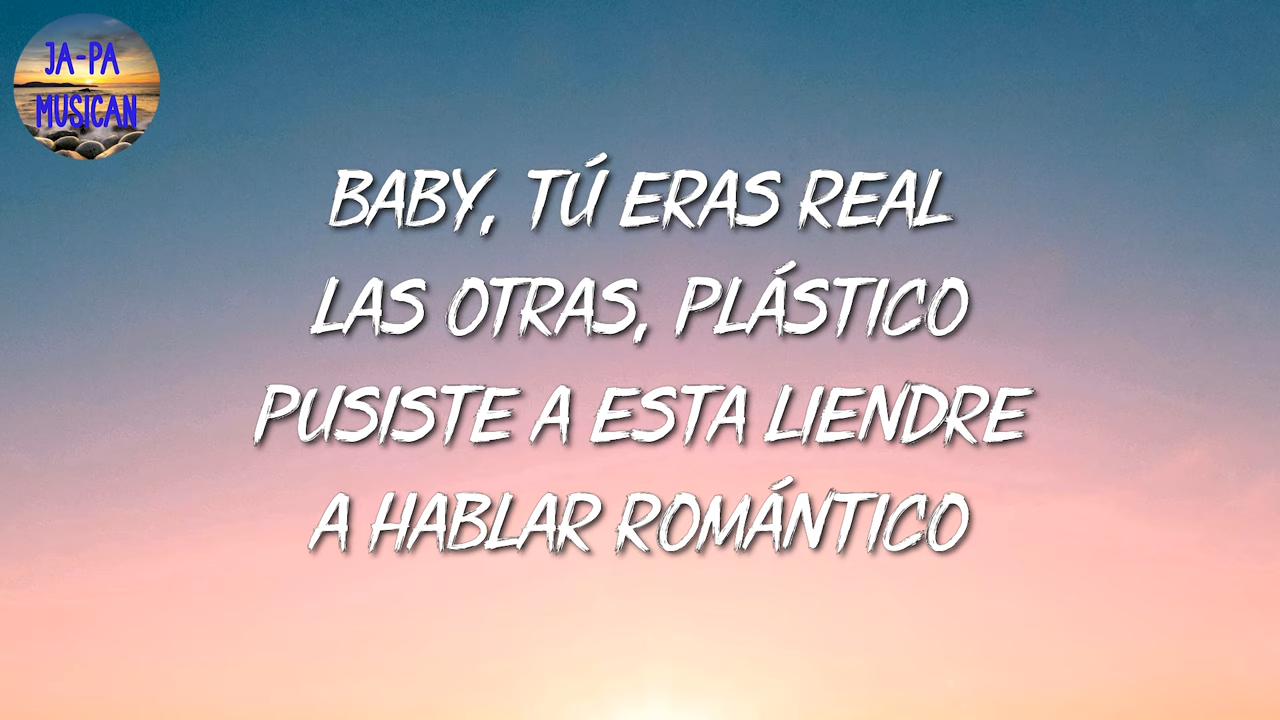 JA-PA
MUSICAN
BABY, TÚ ERAS REAL
LAS OTRAS, PLÁSTICO
PUSISTE A ESTA LIENDRE
A HABLAR ROMÁNTICO